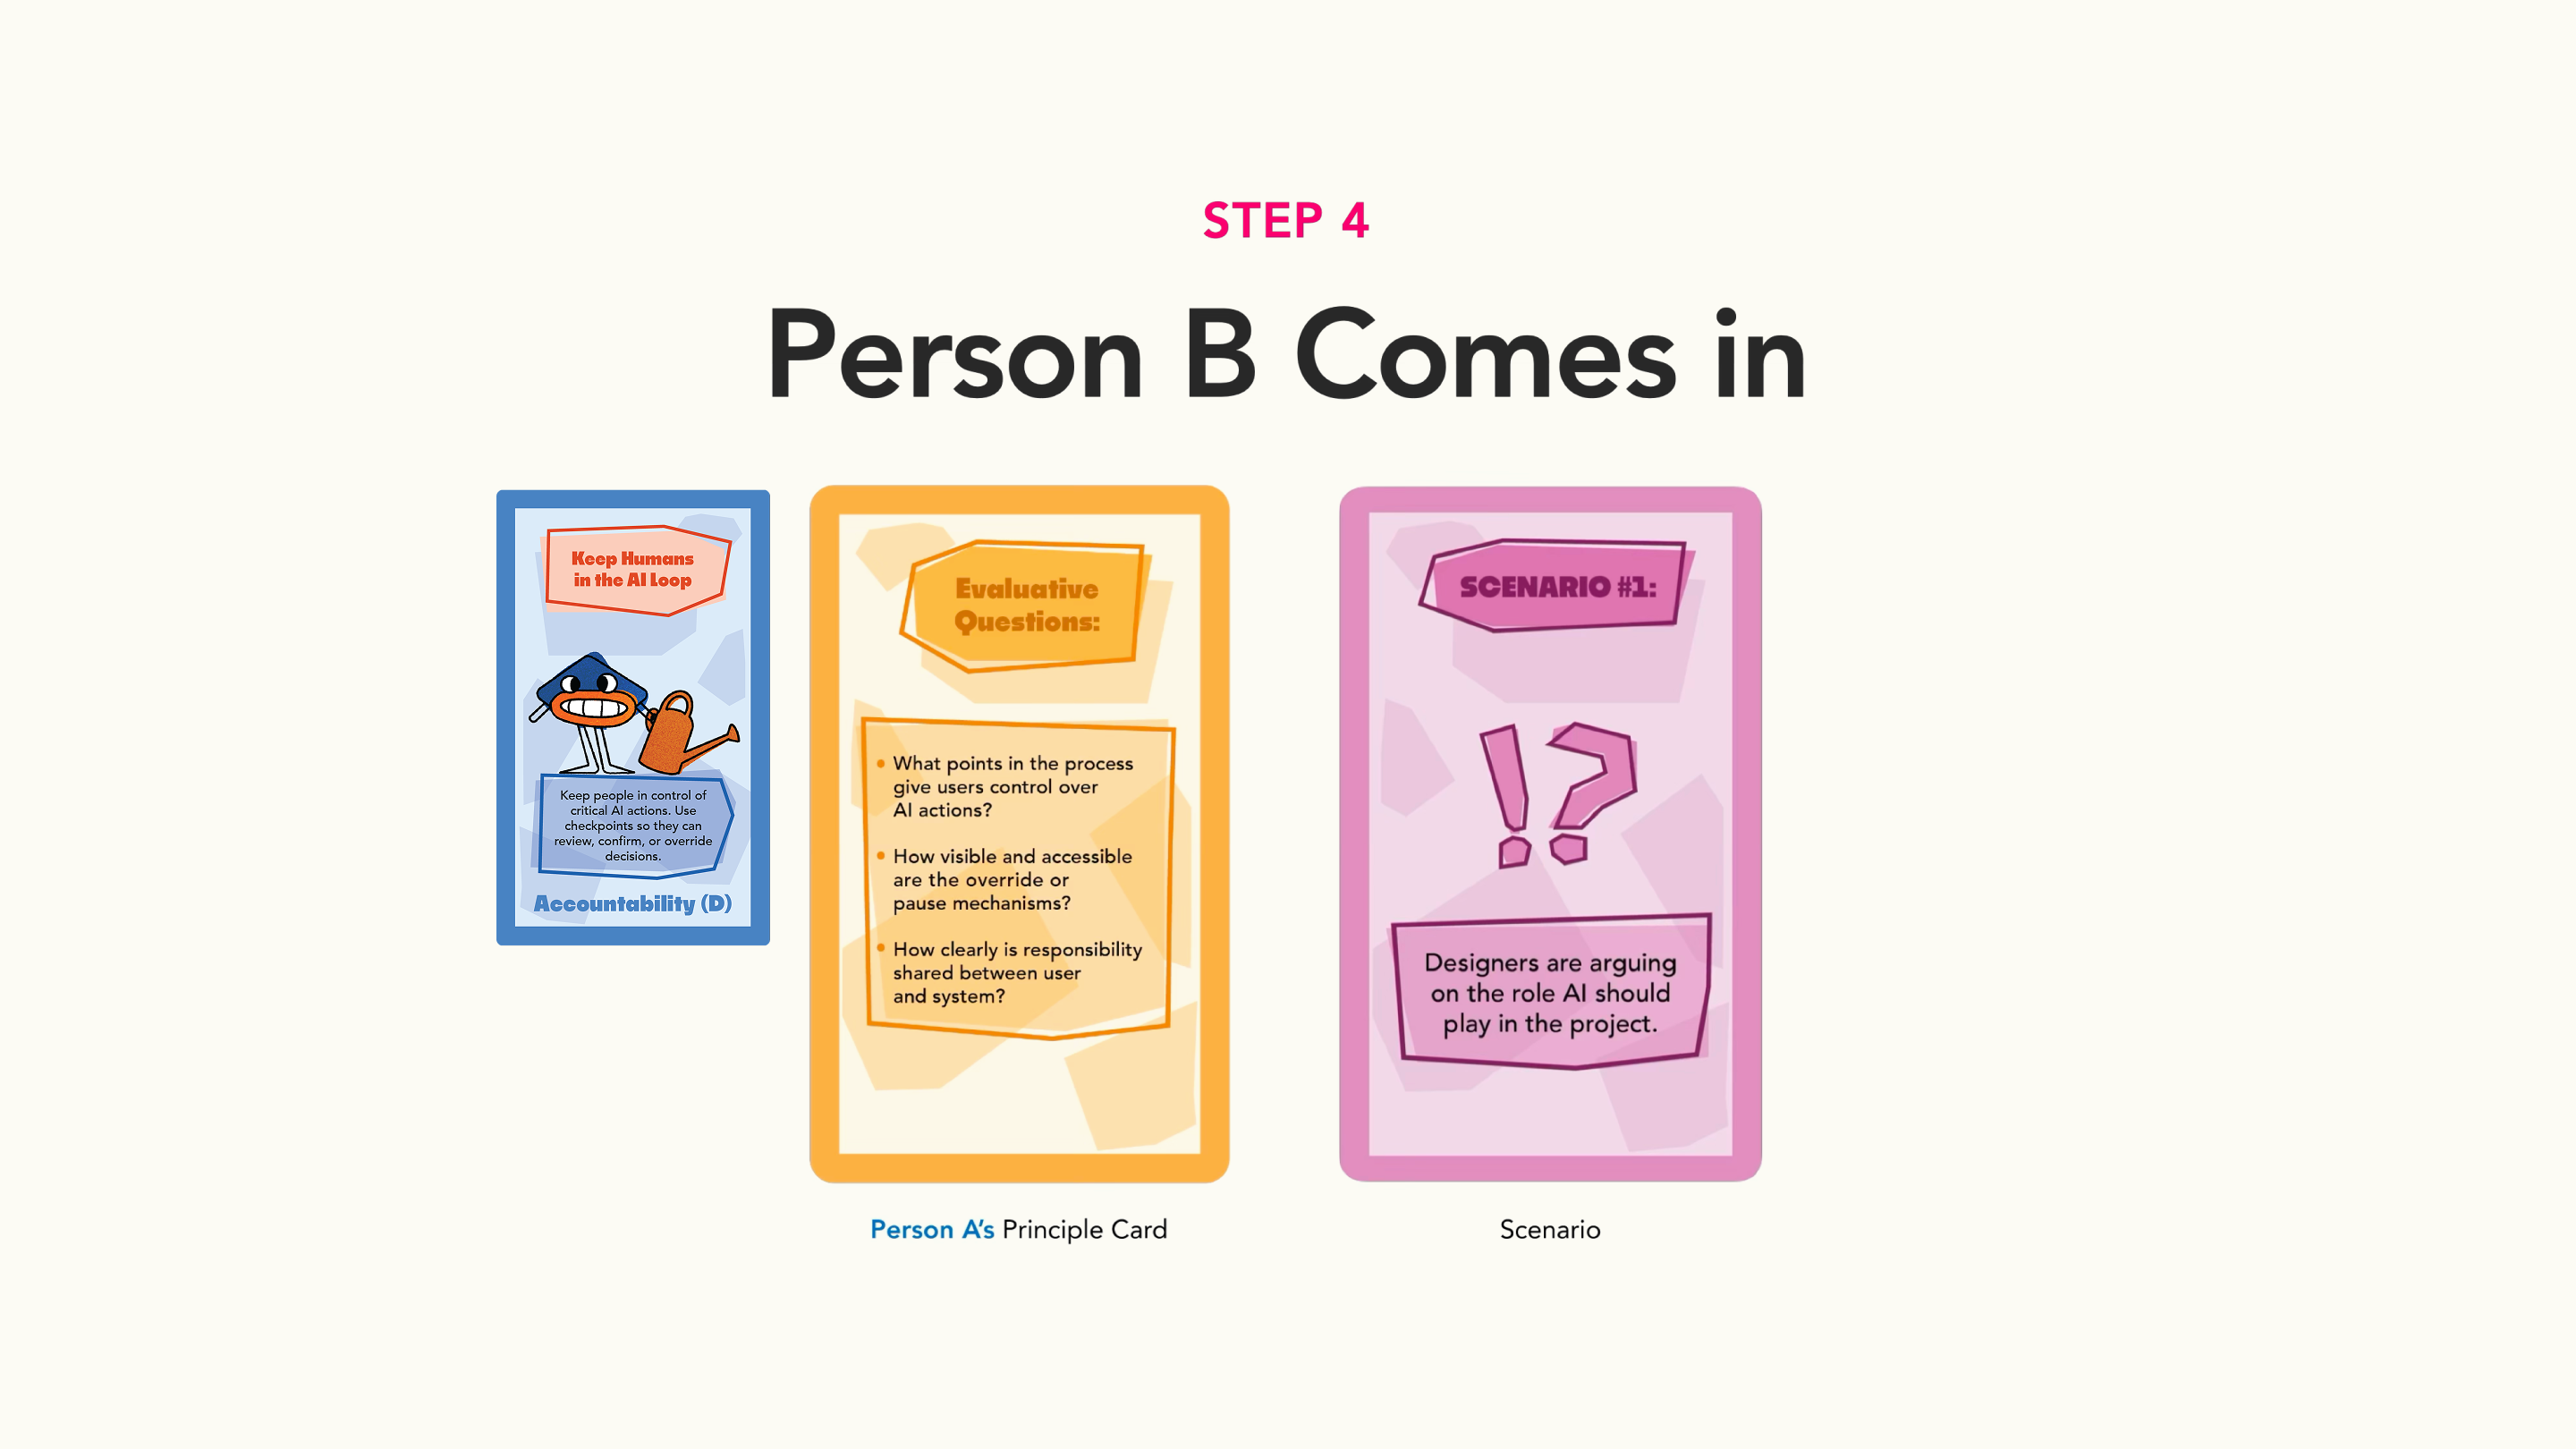 STEP 4
Person B Comes in
Keep Humans
in the AI Loop
Keep people in control of
critical AI actions. Use
checkpoints so they can
review, confirm, or override
decisions.
Accountability (D)
Evaluative
Questions:
• What points in the process
give users control over
AI actions?
• How visible and accessible
are the override or
pause mechanisms?
• How clearly is responsibility
shared between user
and system?
Person A's Principle Card
SCENARIO #1:
!?
Designers are arguing
on the role AI should
play in the project.
Scenario